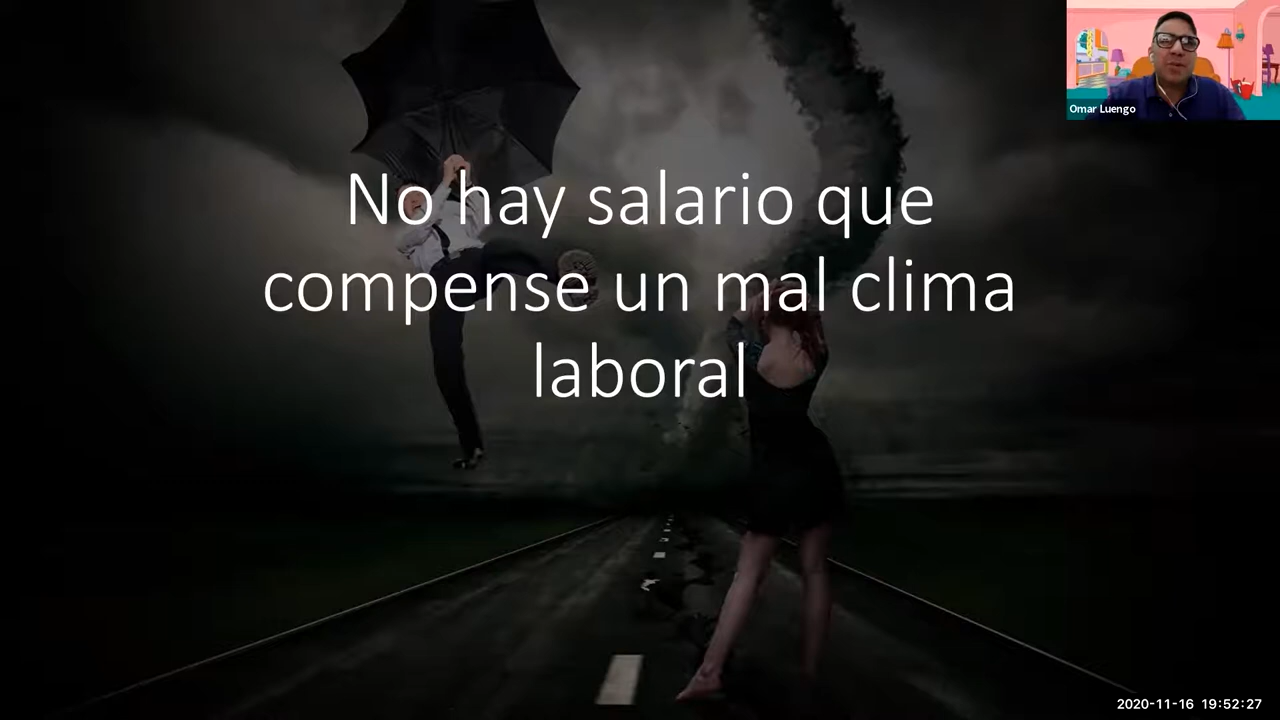 Omar Luengo
No hay salario que
compense un mal clima
laboral
2020-11-16 19:52:27